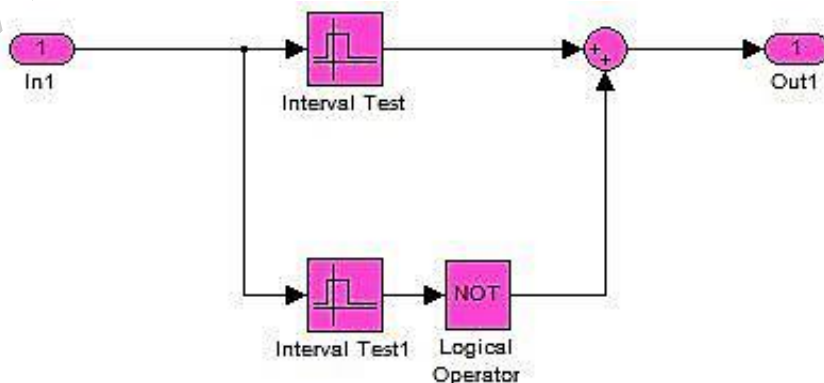 1
In1
Interval Test
+
+
1
Out1
Interval Test1
NOT
Logical
Operator